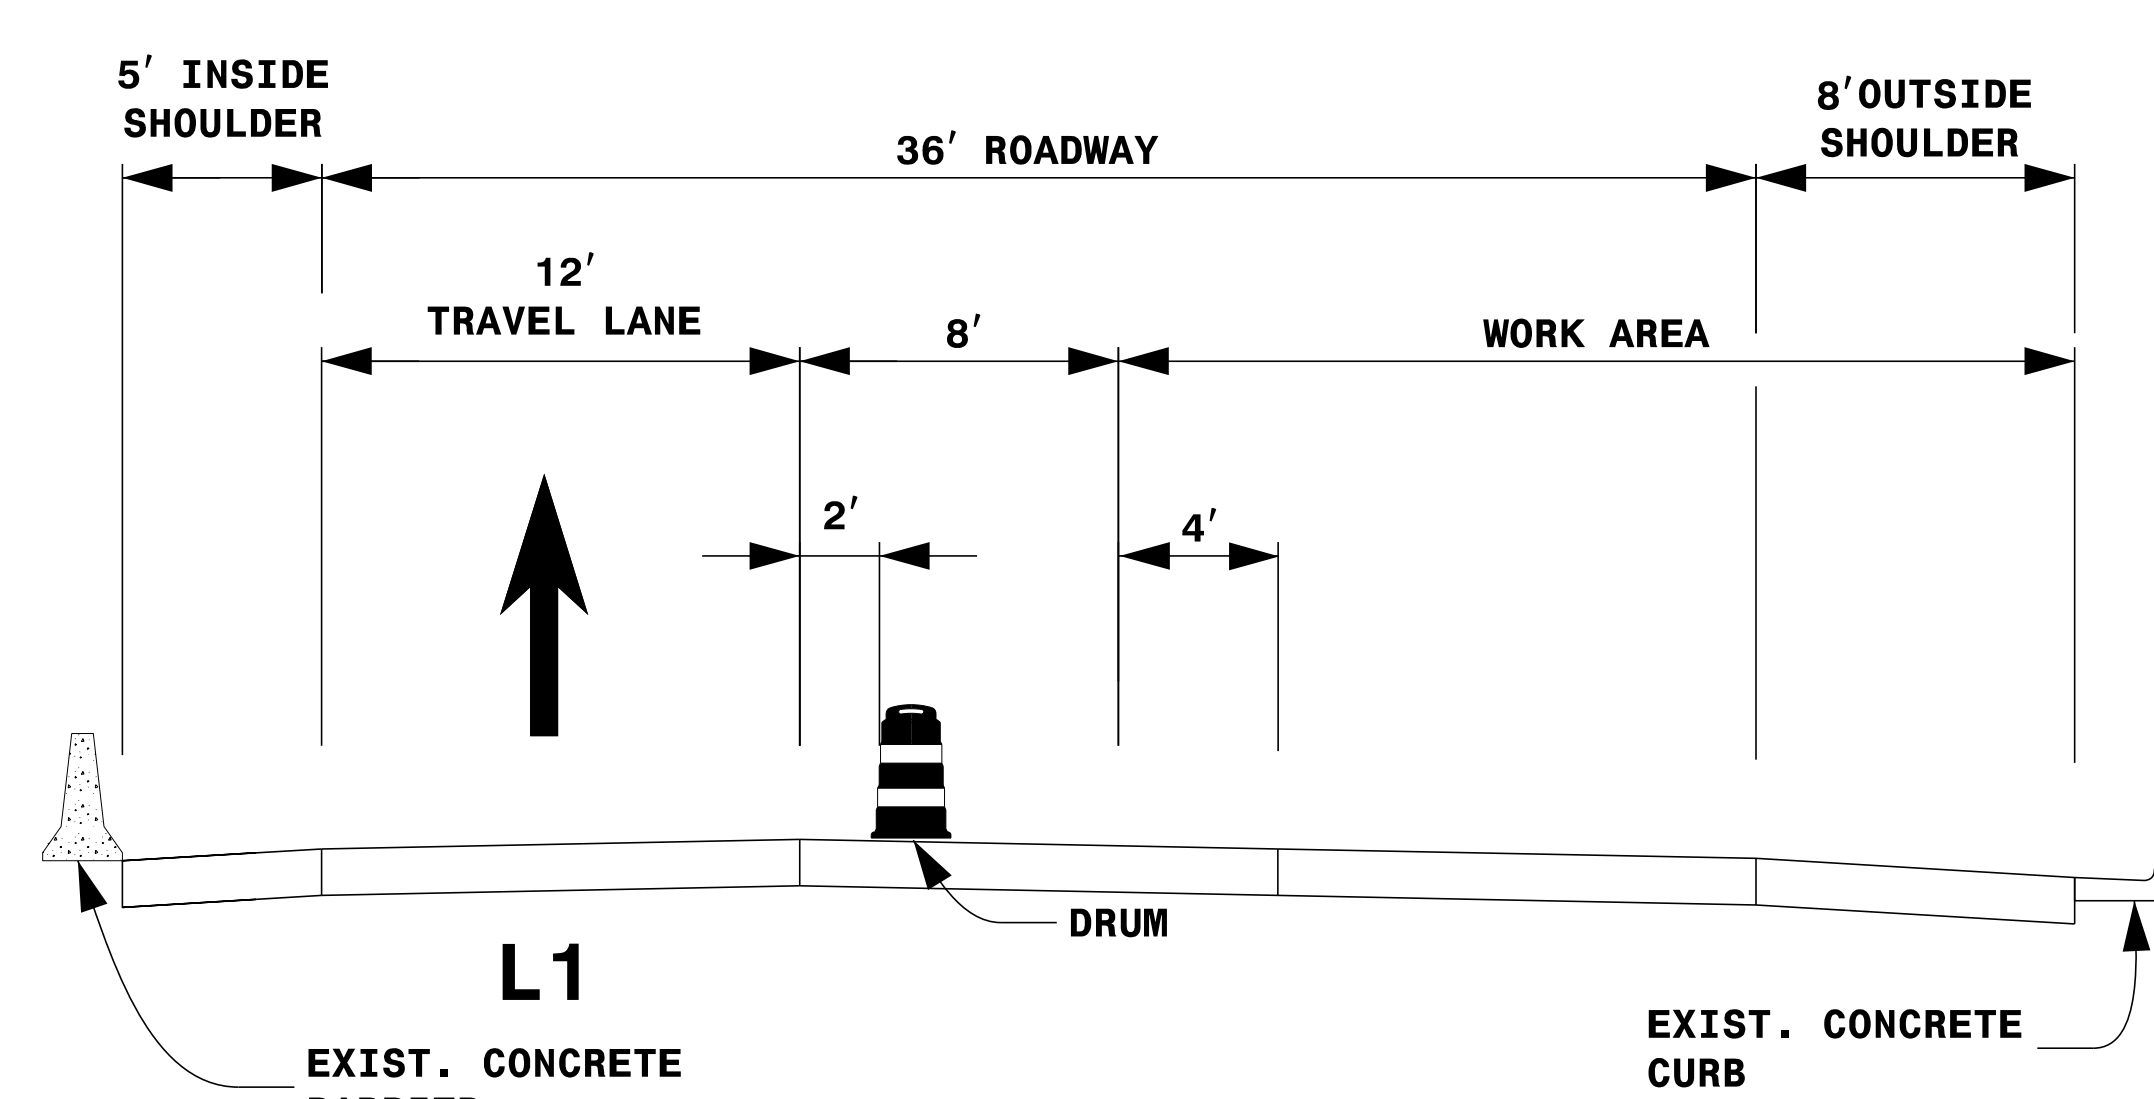 5' INSIDE
SHOULDER
36' ROADWAY
8'OUTSIDE
SHOULDER
12'
TRAVEL LANE
8'
WORK AREA
2'
4'
DRUM
L1
EXIST. CONCRETE
EXIST. CONCRETE
CURB